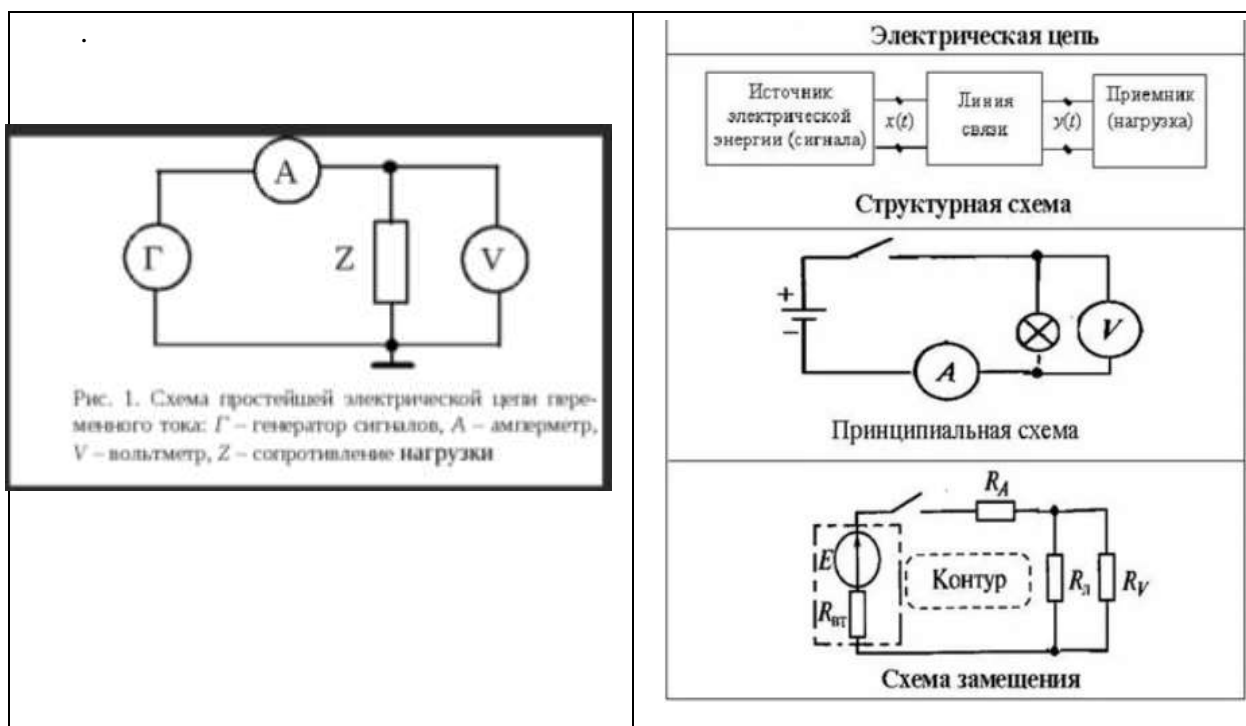 .
А
Г
Z
V
Рис. 1. Схема простейшей электрической цепи пере-
менного тока: Г – генератор сигналов, А – амперметр,
V – вольтметр, Z – сопротивление нагрузки
Электрическая цепь
Источник
электрической
энергии (сигнала)
x(t)
Линия
связи
y(t)
Приемник
(нагрузка)
Структурная схема
+
–
V
A
Принципиальная схема
R_A
E
R_вт
Контур
R_л
R_V
Схема замещения